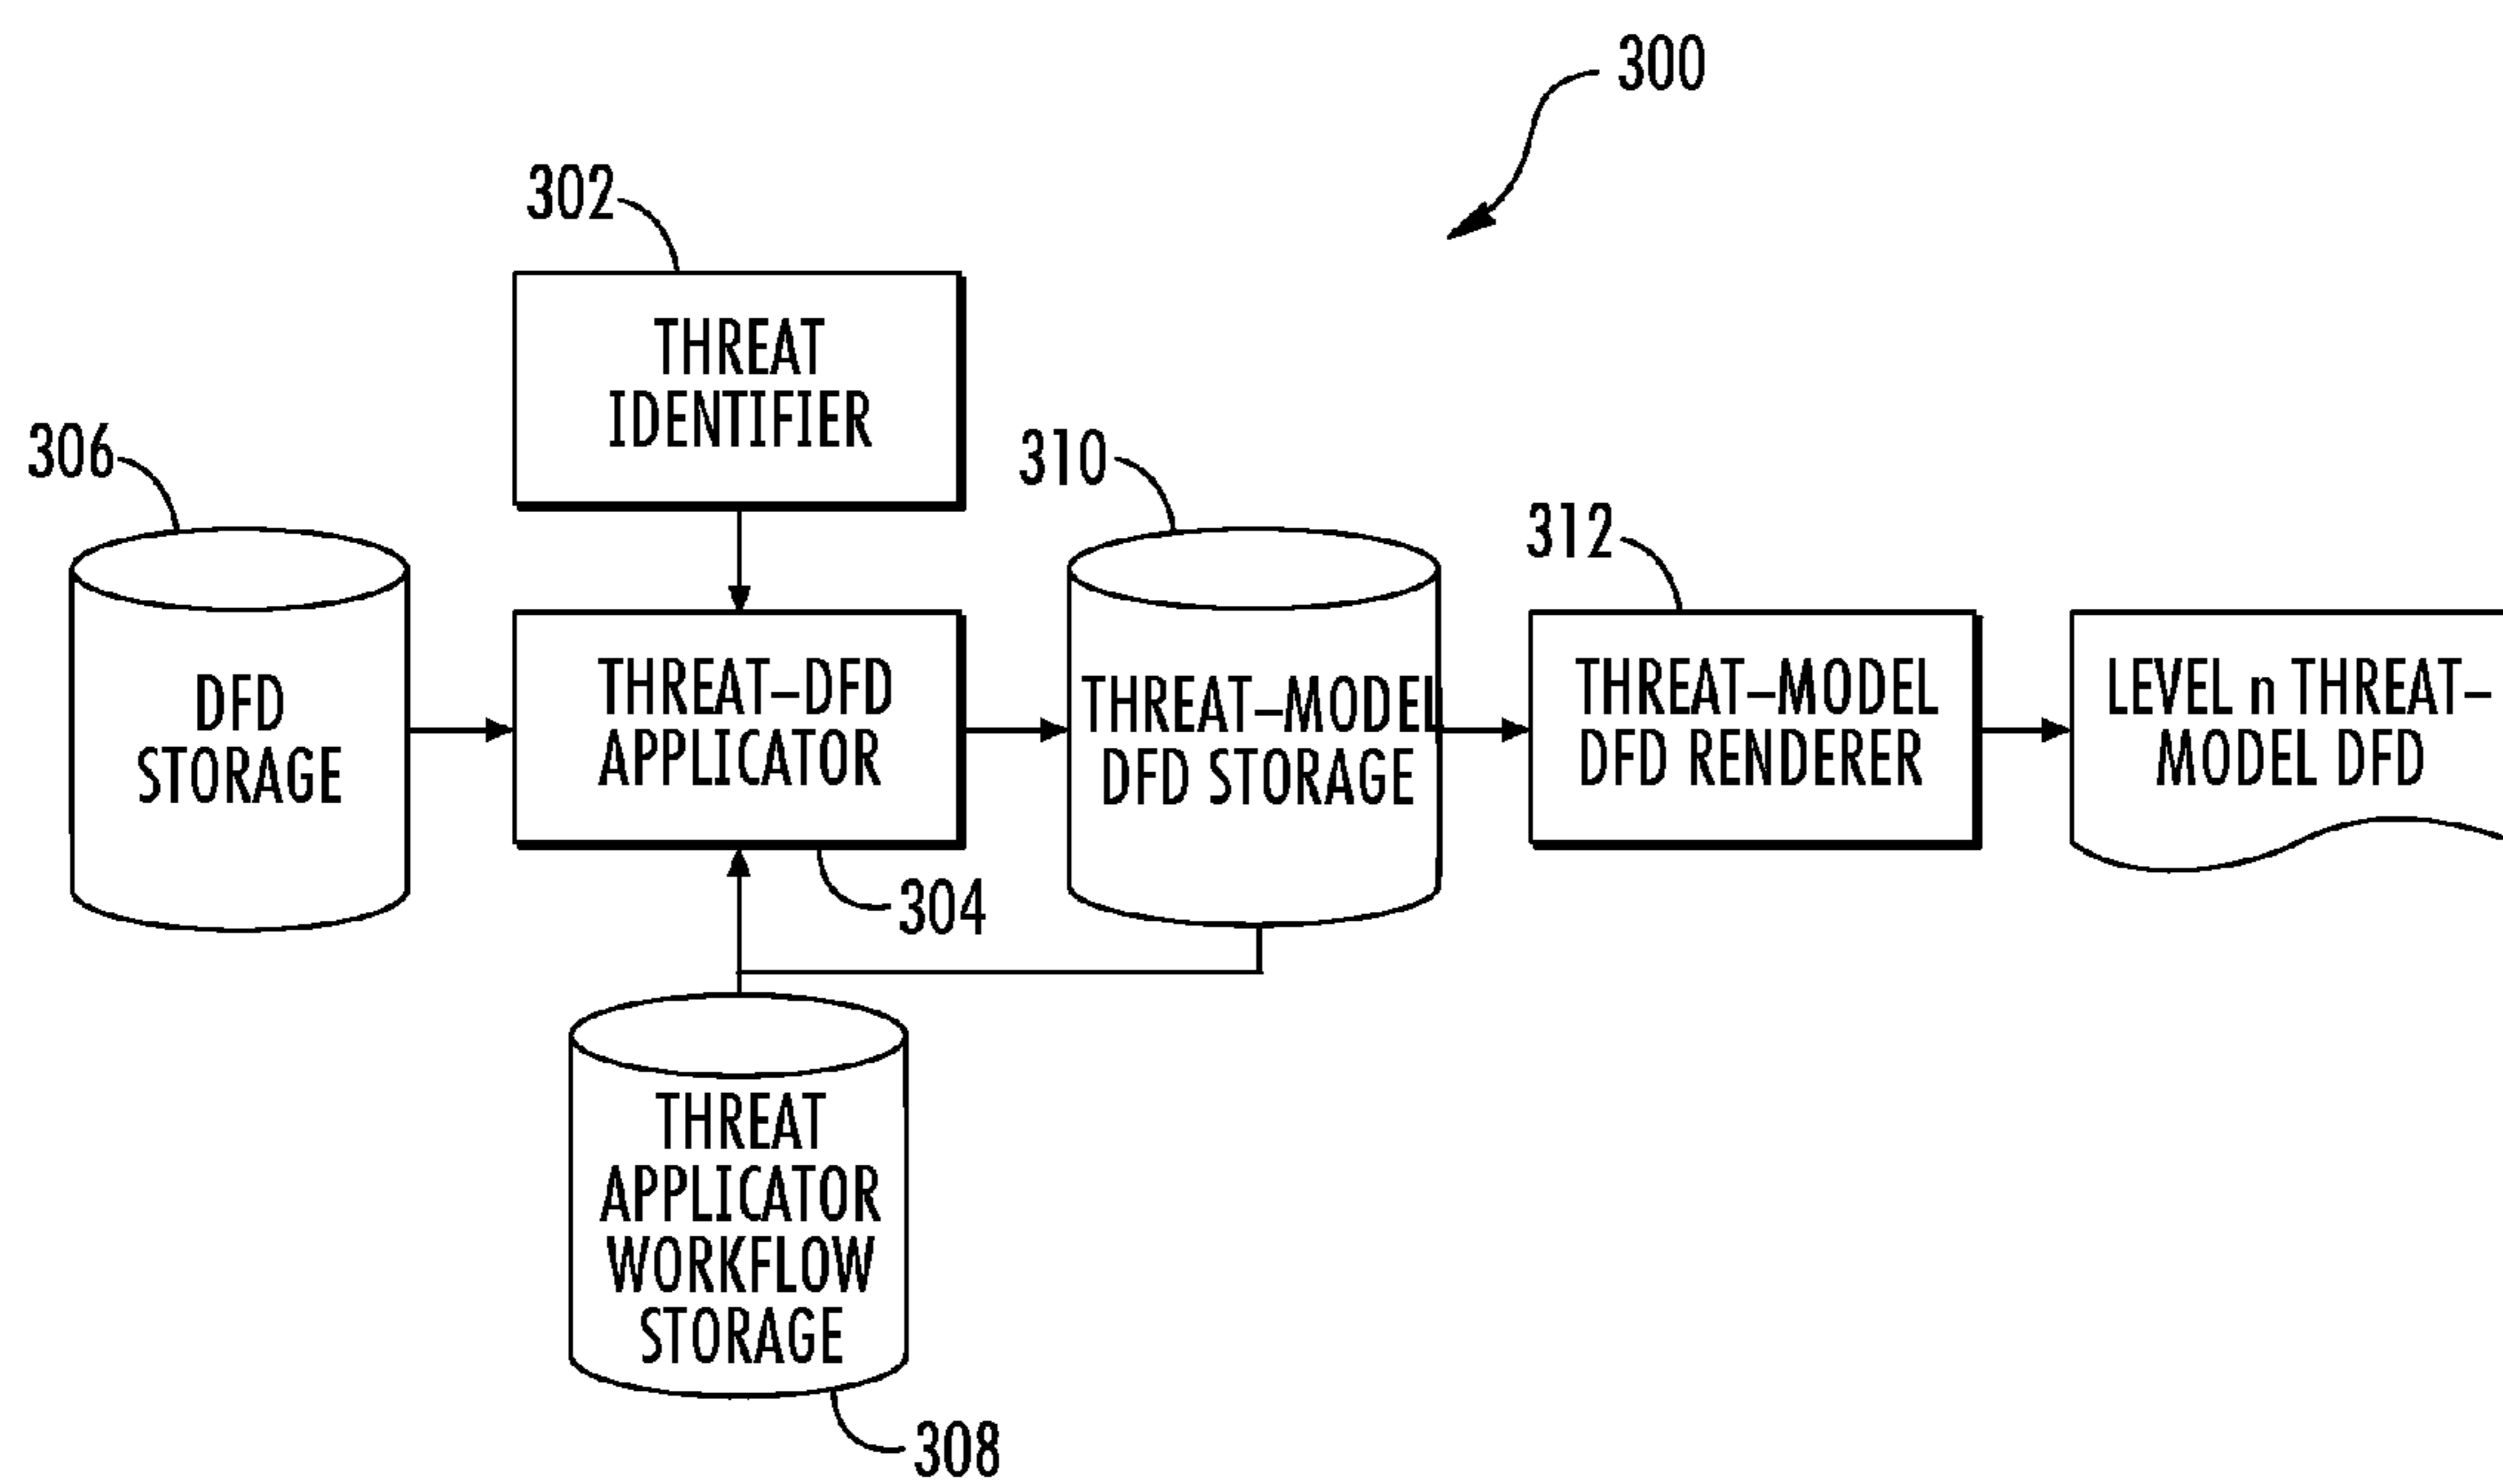 300
302
THREAT
IDENTIFIER
306
310
312
DFD
STORAGE
THREAT–DFD
APPLICATOR
THREAT–MODEL
DFD STORAGE
THREAT–MODEL
DFD RENDERER
LEVEL n THREAT–
MODEL DFD
304
THREAT
APPLICATOR
WORKFLOW
STORAGE
308